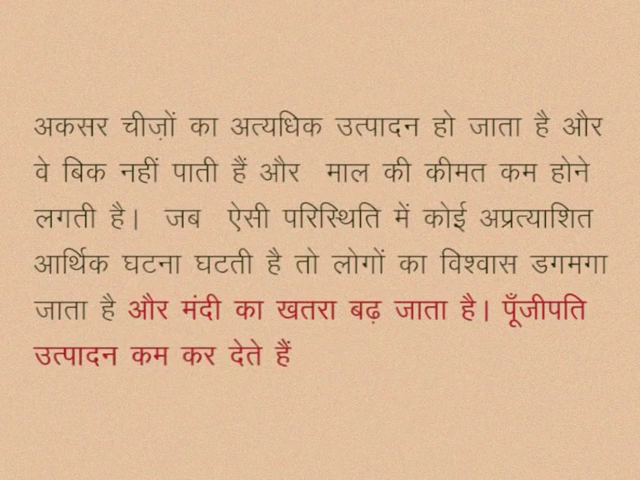 अकसर चीज़ों का अत्यधिक उत्पादन हो जाता है और
वे बिक नहीं पाती हैं और माल की कीमत कम होने
लगती है। जब ऐसी परिस्थिति में कोई अप्रत्याशित
आर्थिक घटना घटती है तो लोगों का विश्वास डगमगा
जाता है और मंदी का खतरा बढ़ जाता है। पूँजीपति
उत्पादन कम कर देते हैं